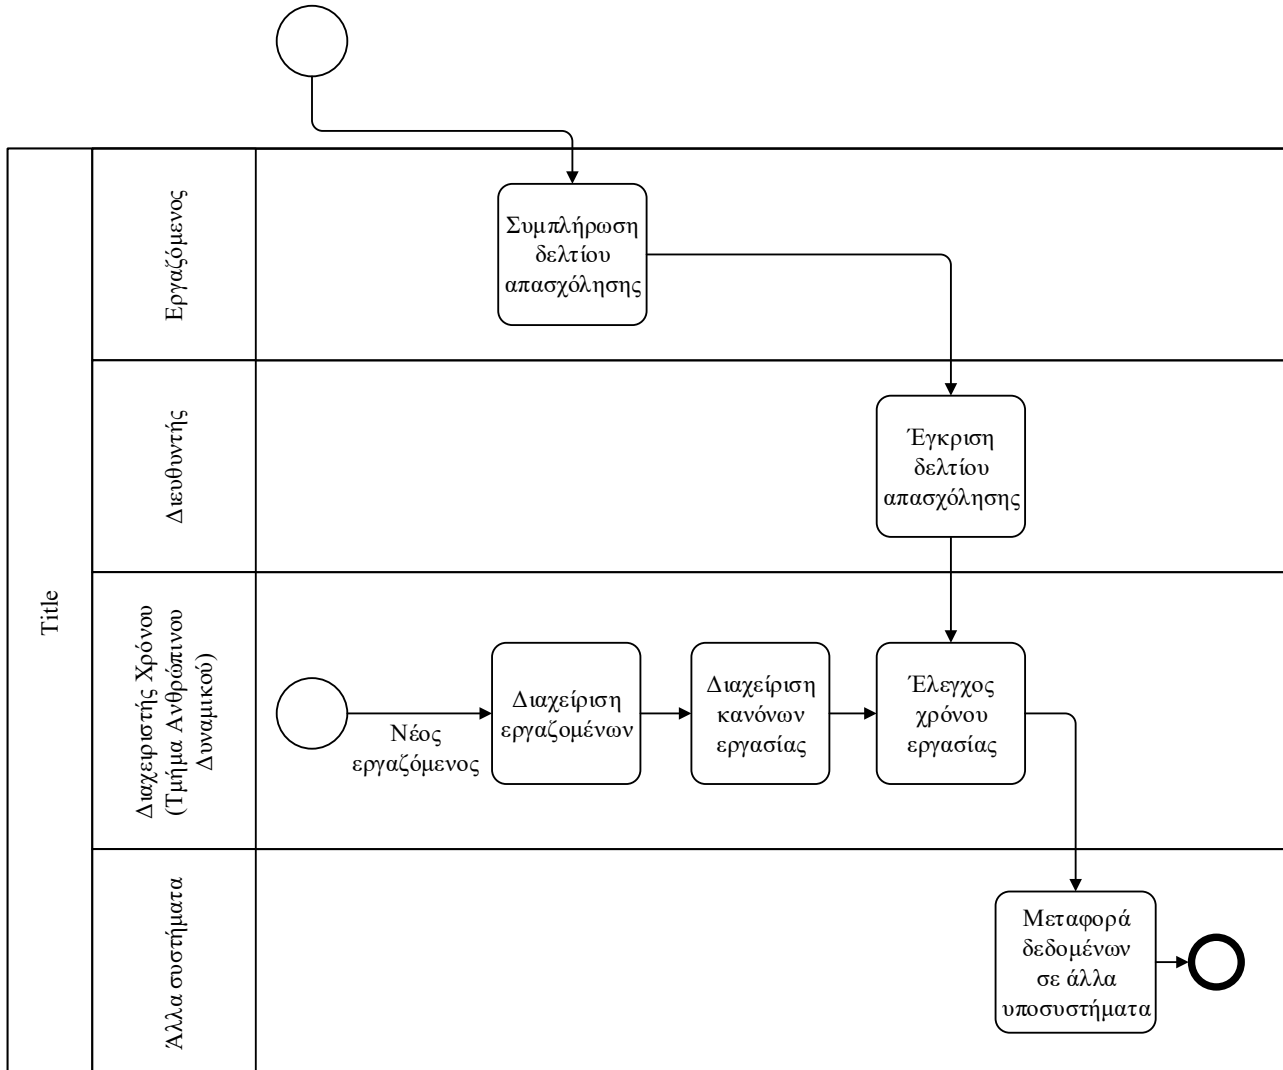 Title
Εργαζόμενος
Συμπλήρωση
δελτίου
απασχόλησης
Διευθυντής
Έγκριση
δελτίου
απασχόλησης
Διαχειριστής Χρόνου
(Τμήμα Ανθρώπινου
Δυναμικού)
Νέος
εργαζόμενος
Διαχείριση
εργαζομένων
Διαχείριση
κανόνων
εργασίας
Έλεγχος
χρόνου
εργασίας
Άλλα συστήματα
Μεταφορά
δεδομένων
σε άλλα
υποσυστήματα